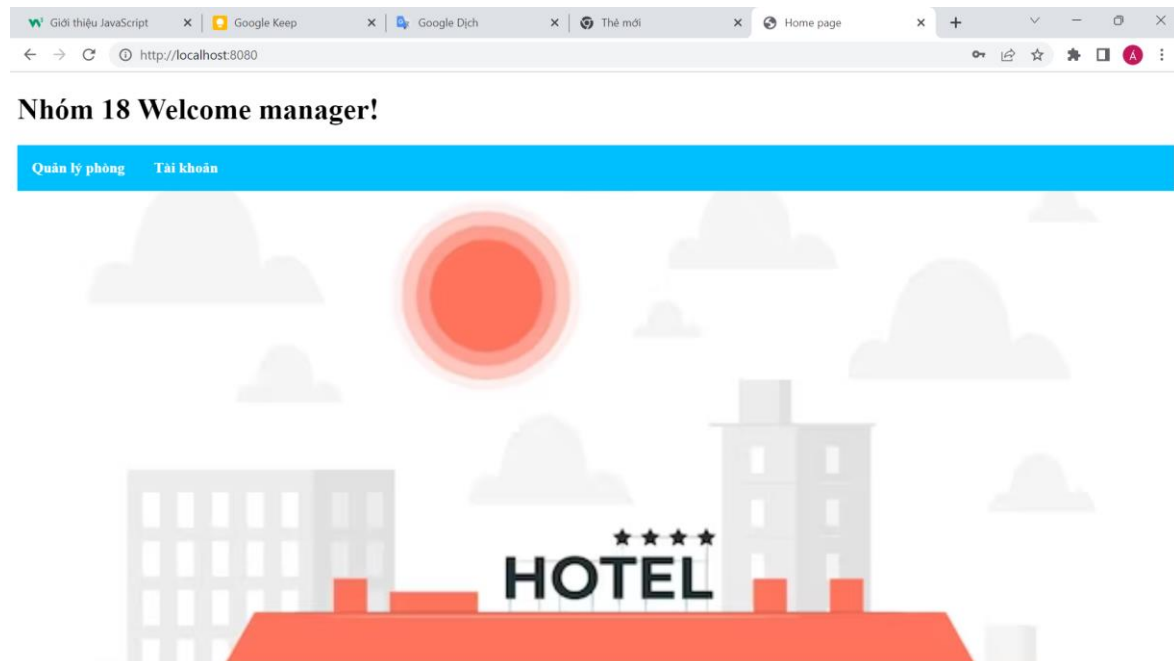 Giới thiệu JavaScript
Google Keep
Google Dịch
Thẻ mới
Home page
http://localhost:8080
A
Nhóm 18 Welcome manager!
Quản lý phòng Tài khoản
HOTEL